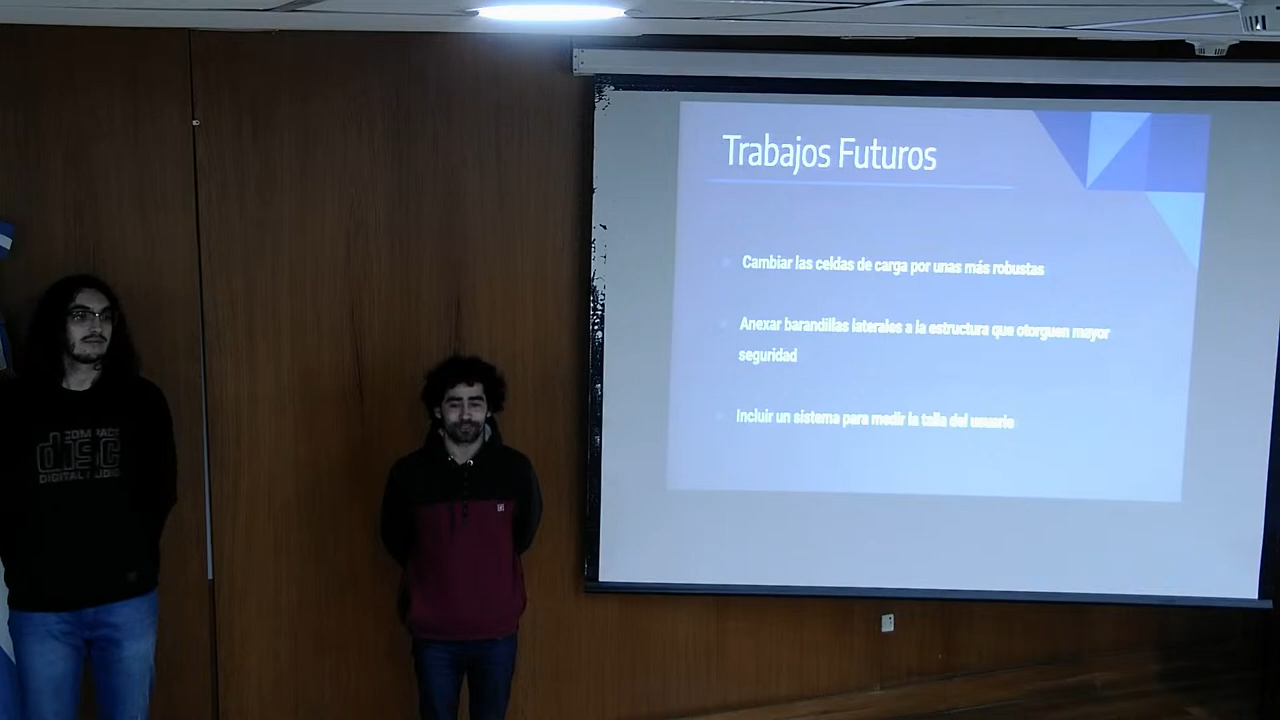 Trabajos Futuros
Cambiar las celdas de carga por unas más robustas
Anexar barandillas laterales a la estructura que otorguen mayor
seguridad
Incluir un sistema para medir la talla del usuario
COMPACT
disc
DIGITAL AUDIO